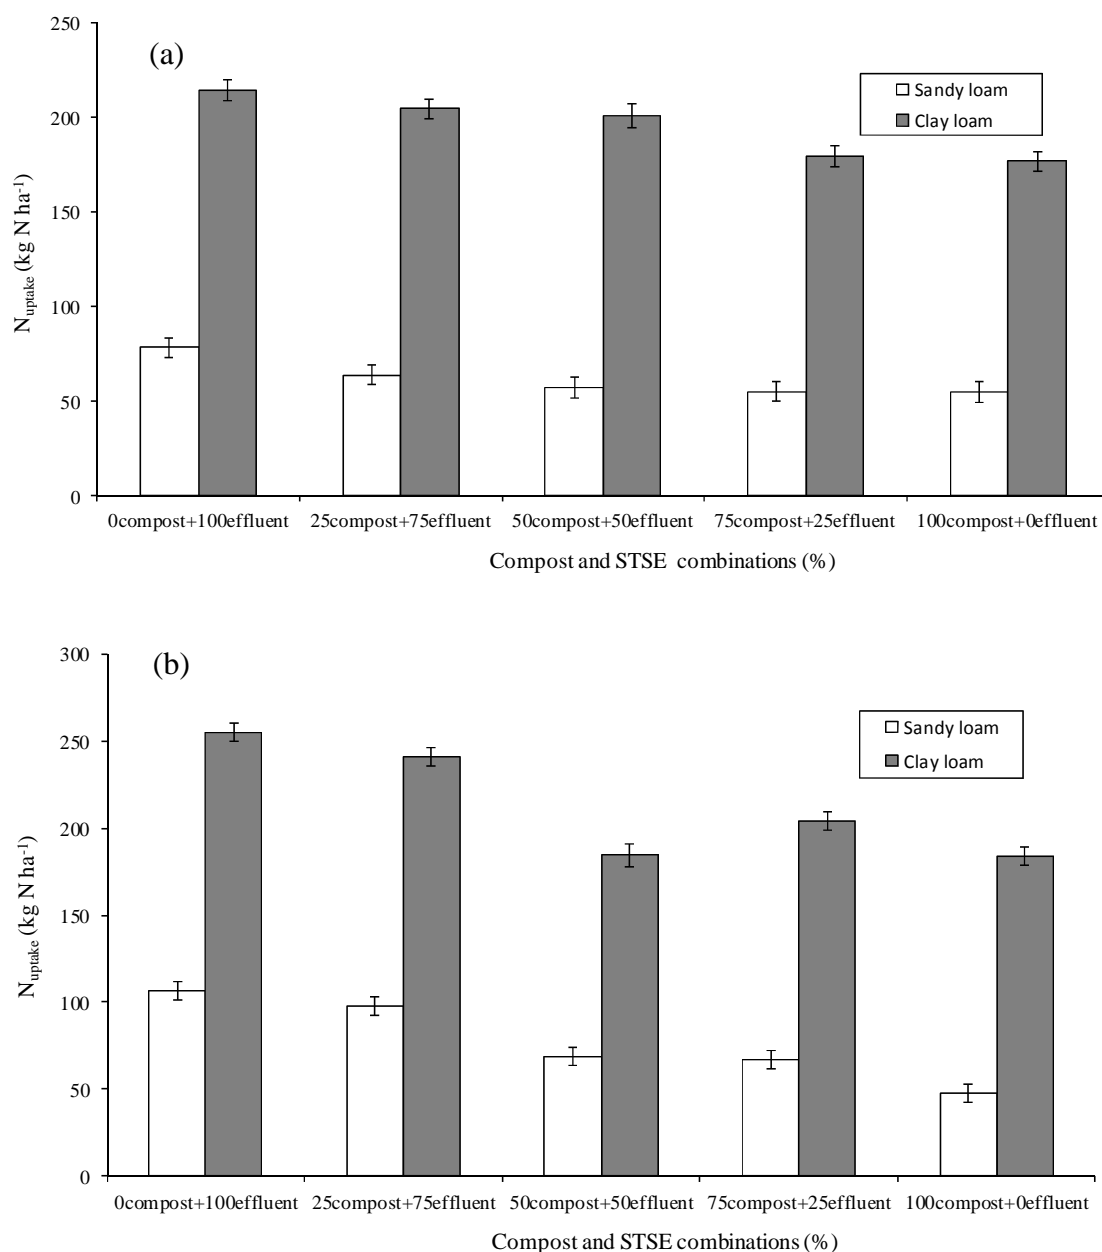 250
(a)
200
150
100
50
0
N_uptake (kg N ha⁻¹)
Sandy loam
Clay loam
0compost+100effluent 25compost+75effluent 50compost+50effluent 75compost+25effluent 100compost+0effluent
Compost and STSE combinations (%)
300
(b)
250
200
150
100
50
0
N_uptake (kg N ha⁻¹)
Sandy loam
Clay loam
0compost+100effluent 25compost+75effluent 50compost+50effluent 75compost+25effluent 100compost+0effluent
Compost and STSE combinations (%)